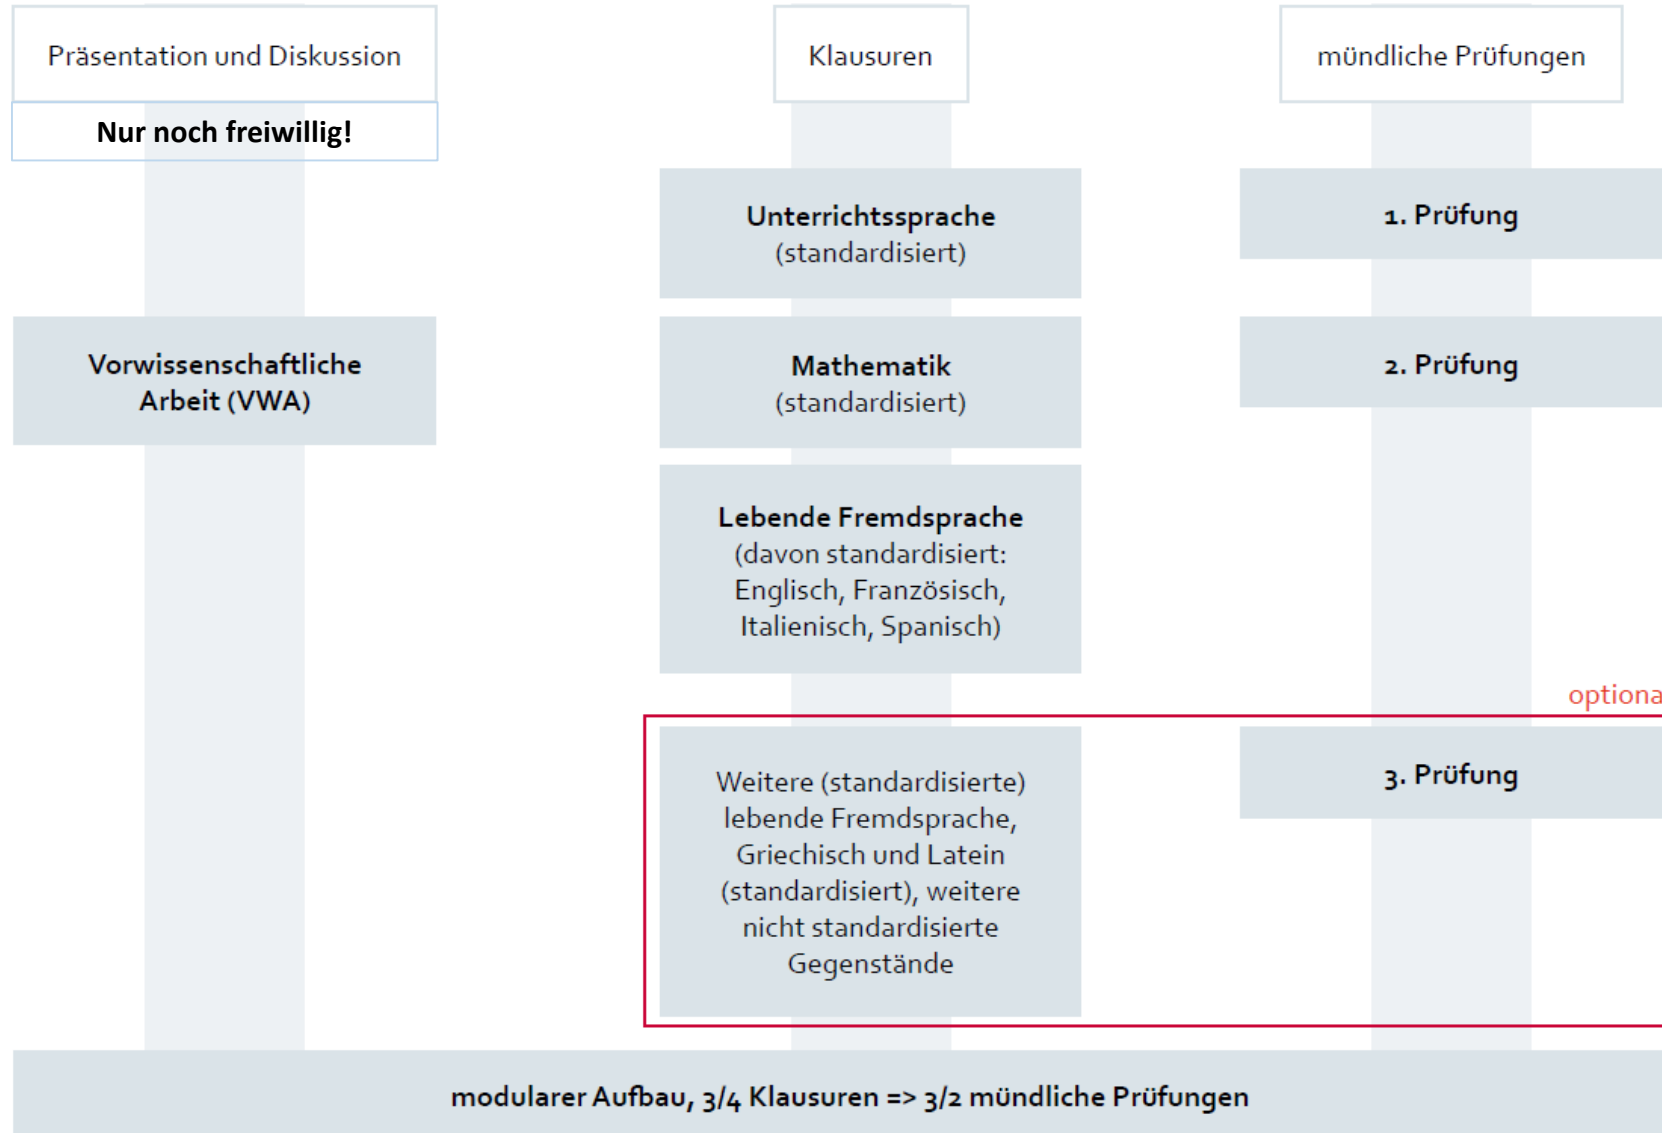 Präsentation und Diskussion
Nur noch freiwillig!
Vorwissenschaftliche
Arbeit (VWA)
Klausuren
Unterrichtssprache
(standardisiert)
Mathematik
(standardisiert)
Lebende Fremdsprache
(davon standardisiert:
Englisch, Französisch,
Italienisch, Spanisch)
Weitere (standardisierte)
lebende Fremdsprache,
Griechisch und Latein
(standardisiert), weitere
nicht standardisierte
Gegenstände
mündliche Prüfungen
1. Prüfung
2. Prüfung
optiona
3. Prüfung
modularer Aufbau, 3/4 Klausuren => 3/2 mündliche Prüfungen